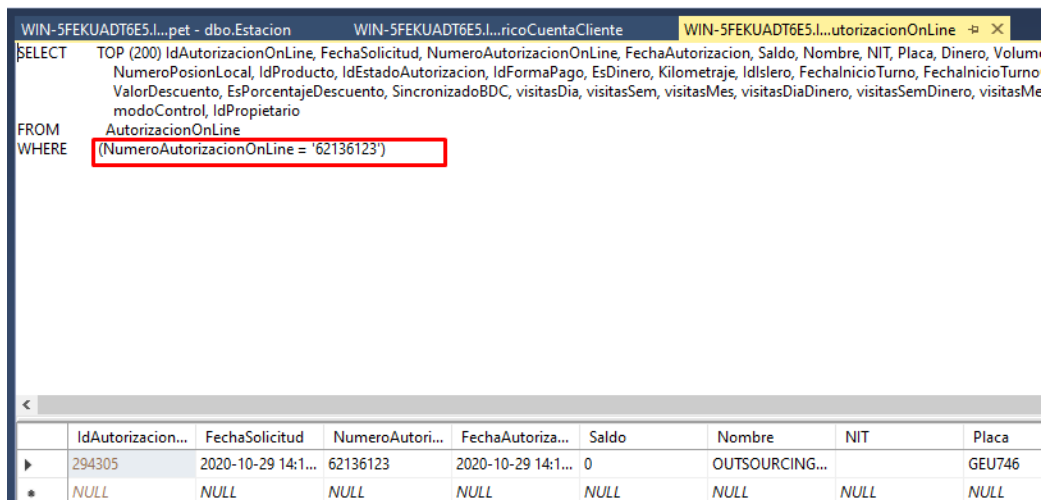 WIN-5FEKUADT6E5.I...pet - dbo.Estacion WIN-5FEKUADT6E5.I...ricoCuentaCliente WIN-5FEKUADT6E5.I...utorizacionOnLine
SELECT TOP (200) IdAutorizacionOnLine, FechaSolicitud, NumeroAutorizacionOnLine, FechaAutorizacion, Saldo, Nombre, NIT, Placa, Dinero, Volume
NumeroPosionLocal, IdProducto, IdEstadoAutorizacion, IdFormaPago, EsDinero, Kilometraje, IdIslero, FechaInicioTurno, FechaInicioTurno
ValorDescuento, EsPorcentajeDescuento, SincronizadoBDC, visitasDia, visitasSem, visitasMes, visitasDiaDinero, visitasSemDinero, visitasMe
modoControl, IdPropietario
FROM AutorizacionOnLine
WHERE (NumeroAutorizacionOnLine = '62136123')
IdAutorizacion... FechaSolicitud NumeroAutori... FechaAutoriza... Saldo Nombre NIT Placa
294305 2020-10-29 14:1... 62136123 2020-10-29 14:1... 0 OUTSOURCING... GEU746
NULL NULL NULL NULL NULL NULL NULL NULL